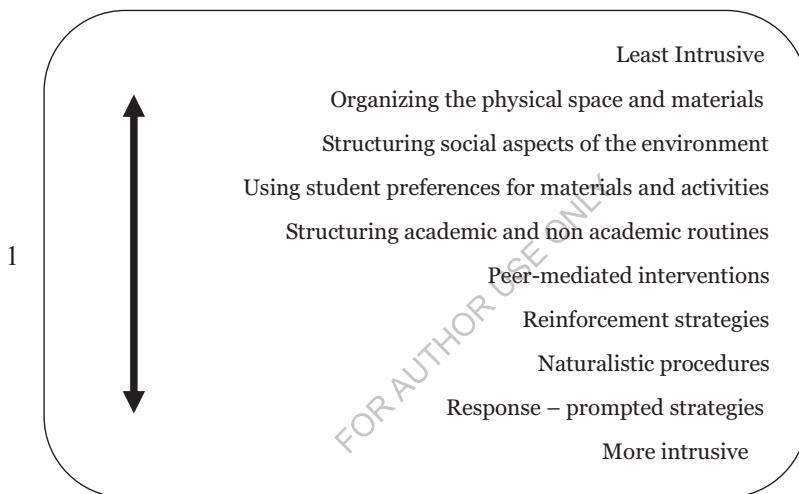 Least Intrusive
Organizing the physical space and materials
Structuring social aspects of the environment
Using student preferences for materials and activities
Structuring academic and non academic routines
1
Peer-mediated interventions
Reinforcement strategies
Naturalistic procedures
Response – prompted strategies
More intrusive
FOR AUTHOR USE ONLY